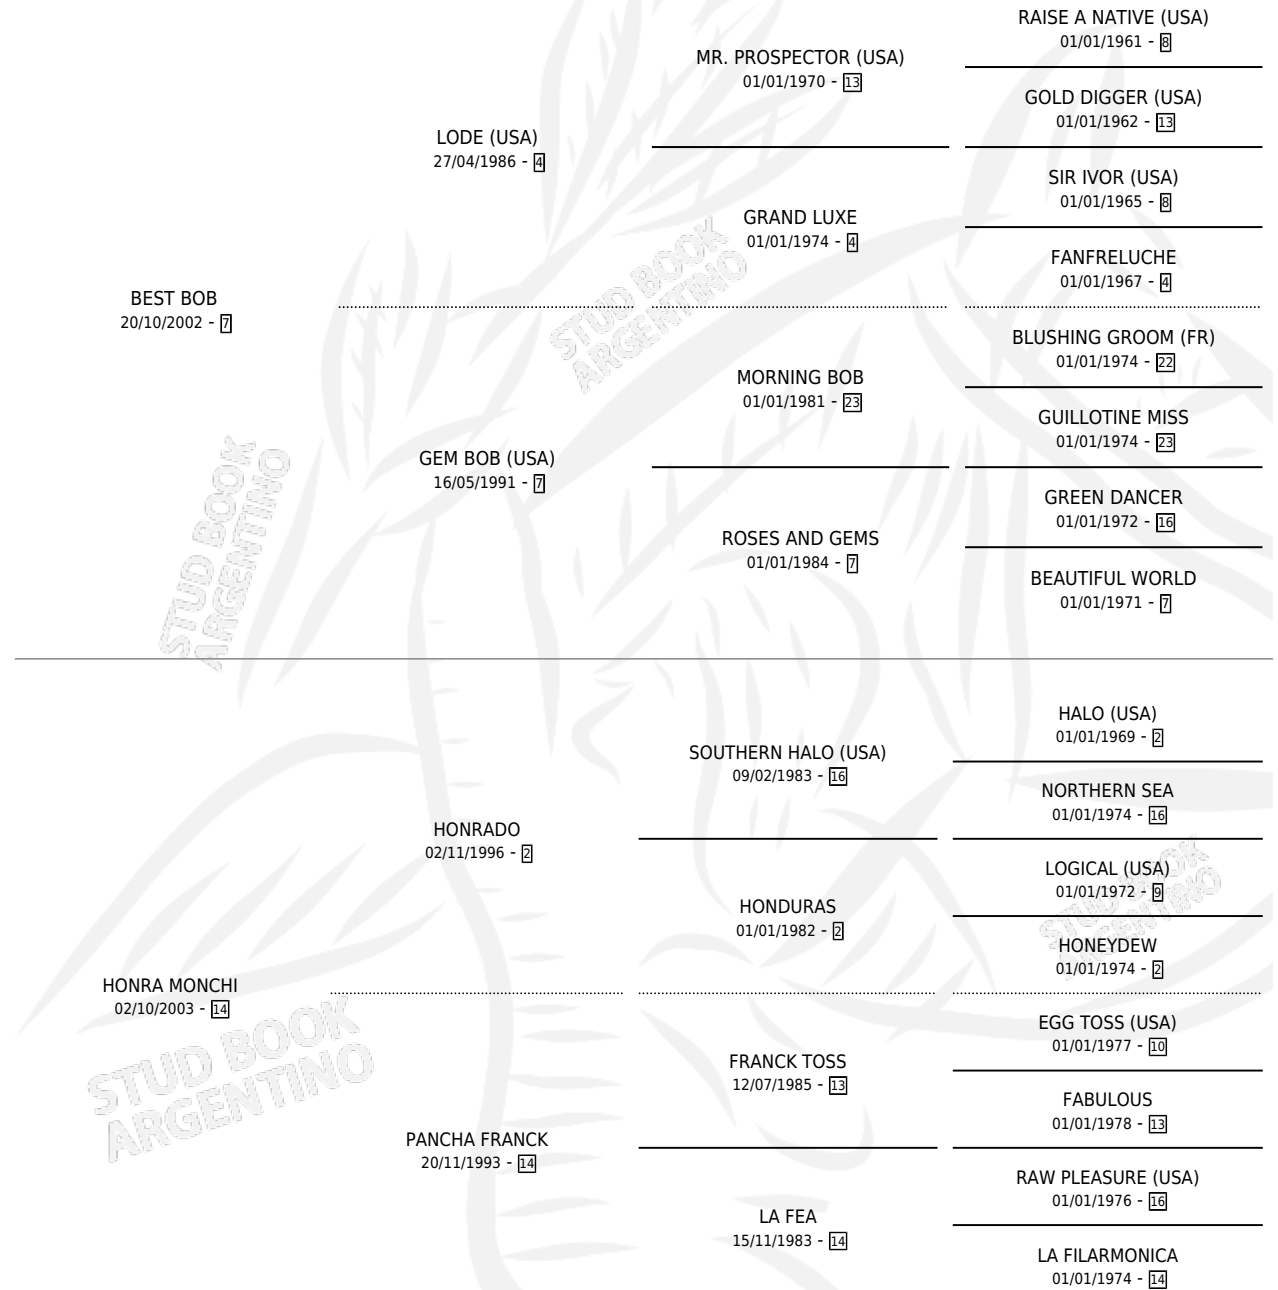 RAISE A NATIVE (USA)
01/01/1961 - 8
MR. PROSPECTOR (USA)
01/01/1970 - 13
GOLD DIGGER (USA)
01/01/1962 - 13
LODE (USA)
27/04/1986 - 4
SIR IVOR (USA)
01/01/1965 - 8
GRAND LUXE
01/01/1974 - 4
FANFRELUCHE
01/01/1967 - 4
BEST BOB
20/10/2002 - 7
BLUSHING GROOM (FR)
01/01/1974 - 22
MORNING BOB
01/01/1981 - 23
GUILLOTINE MISS
01/01/1974 - 23
GEM BOB (USA)
16/05/1991 - 7
GREEN DANCER
01/01/1972 - 16
ROSES AND GEMS
01/01/1984 - 7
BEAUTIFUL WORLD
01/01/1971 - 7
HALO (USA)
01/01/1969 - 2
SOUTHERN HALO (USA)
09/02/1983 - 16
NORTHERN SEA
01/01/1974 - 16
HONRADO
02/11/1996 - 2
LOGICAL (USA)
01/01/1972 - 9
HONDURAS
01/01/1982 - 2
HONEYDEW
01/01/1974 - 2
HONRA MONCHI
02/10/2003 - 14
EGG TOSS (USA)
01/01/1977 - 10
FRANCK TOSS
12/07/1985 - 13
FABULOUS
01/01/1978 - 13
PANCHA FRANCK
20/11/1993 - 14
RAW PLEASURE (USA)
01/01/1976 - 16
LA FEA
15/11/1983 - 14
LA FILARMONICA
01/01/1974 - 14
STUD BOOK
ARGENTINO
STUD BOOK
ARGENTINO
STUD BOOK
ARGENTINO
STUD BOOK
ARGENTINO